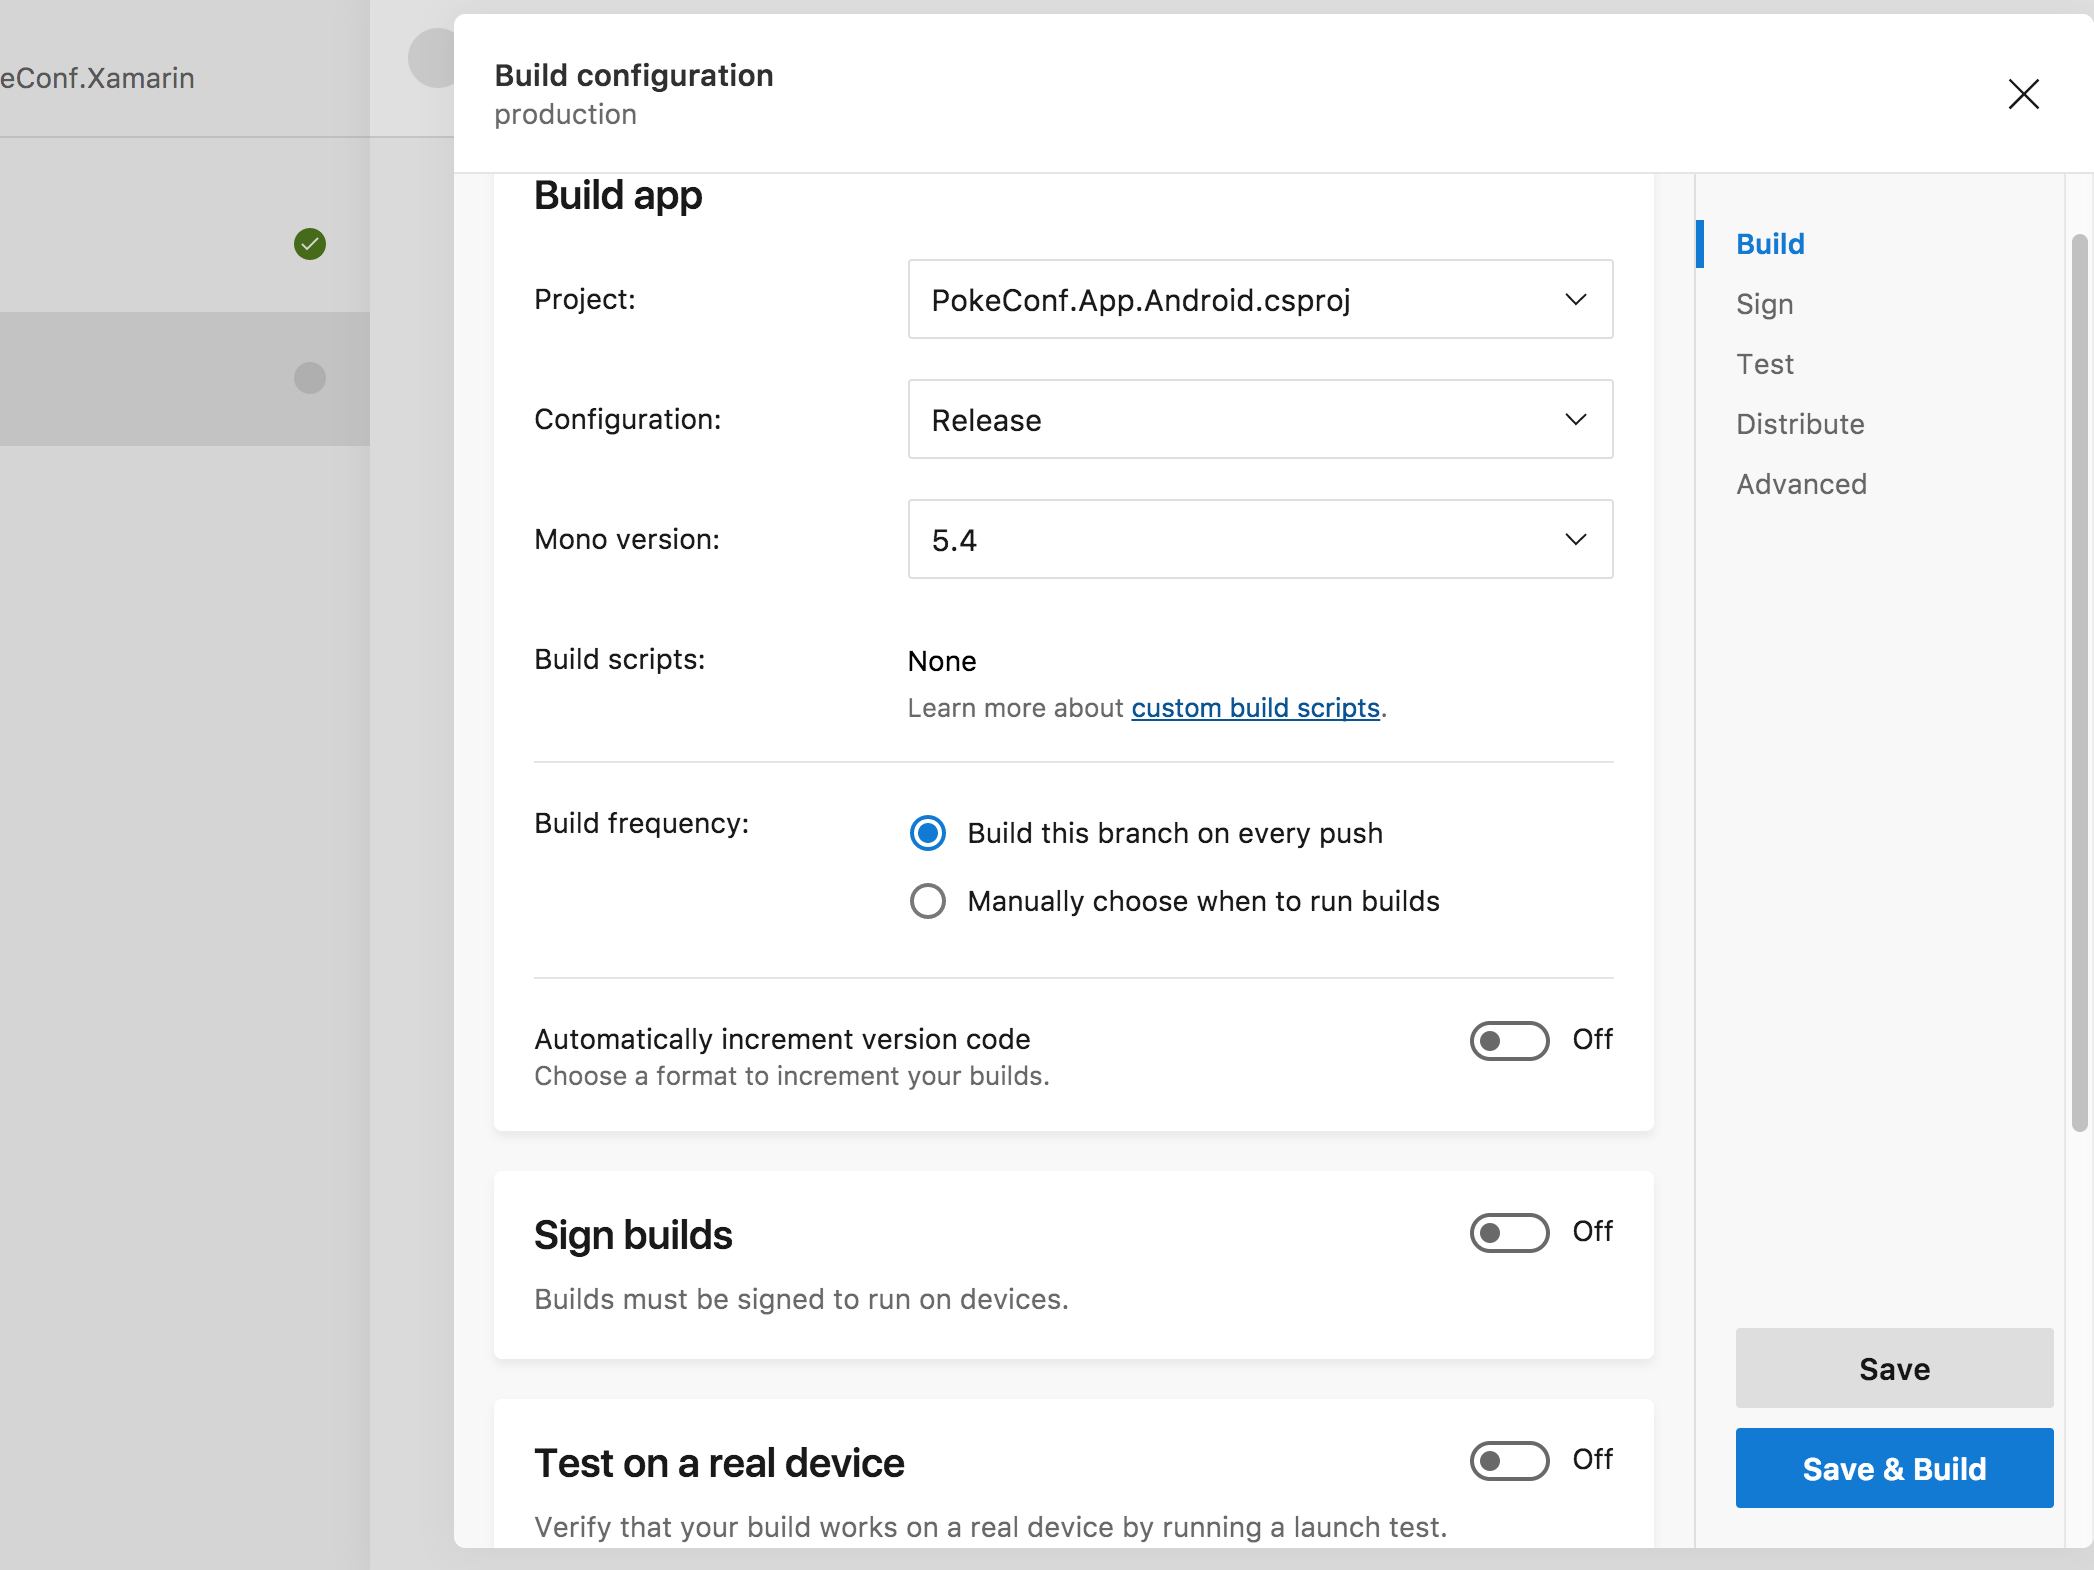 eConf.Xamarin
Build configuration
production
Build app
Project:
PokeConf.App.Android.csproj
Configuration:
Release
Mono version:
5.4
Build scripts:
None
Learn more about custom build scripts.
Build frequency:
Build this branch on every push
Manually choose when to run builds
Automatically increment version code
Off
Choose a format to increment your builds.
Sign builds
Off
Builds must be signed to run on devices.
Test on a real device
Off
Verify that your build works on a real device by running a launch test.
Build
Sign
Test
Distribute
Advanced
Save
Save & Build